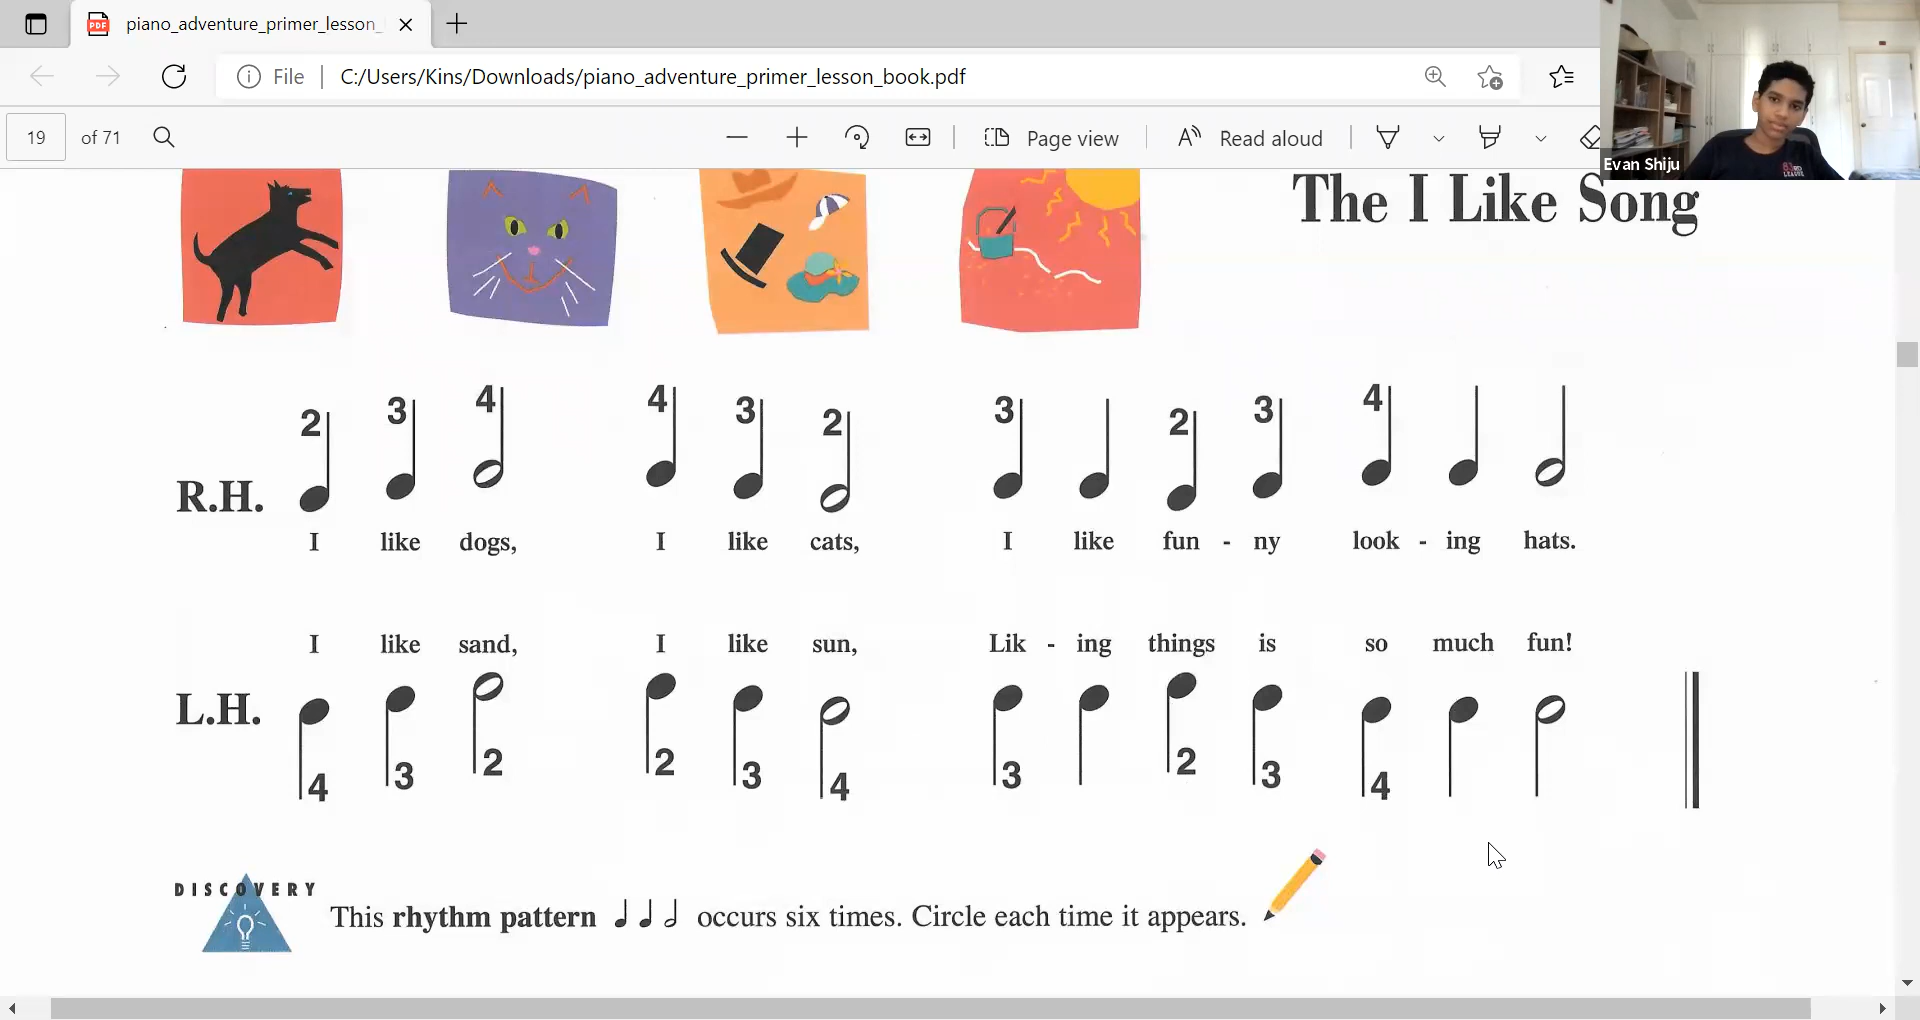 piano_adventure_primer_lesson_
PDF
File C:/Users/Kins/Downloads/piano_adventure_primer_lesson_book.pdf
19 of 71 Page view Read aloud
Evan Shiju
The I Like Song
2 3 4 4 3 2 3 2 3 4
R.H.
I like dogs, I like cats, I like fun - ny look - ing hats.
I like sand, I like sun, Lik - ing things is so much fun!
L.H.
4 3 2 2 3 4 3 2 3 4
DISCOVERY
This rhythm pattern occurs six times. Circle each time it appears.